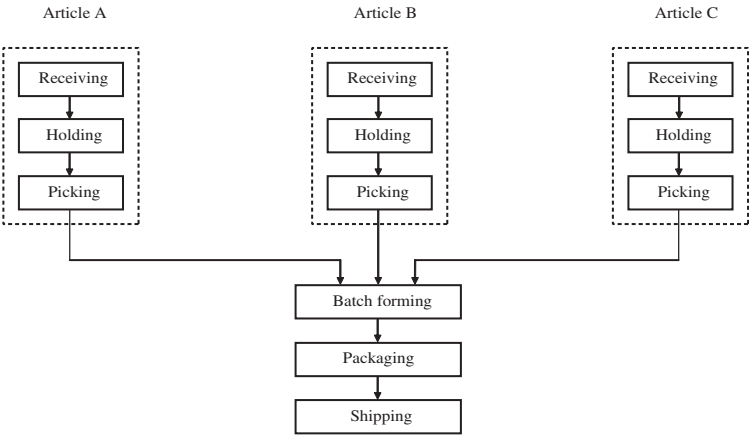 Article A
Article B
Article C
Receiving
Receiving
Receiving
Holding
Holding
Holding
Picking
Picking
Picking
Batch forming
Packaging
Shipping